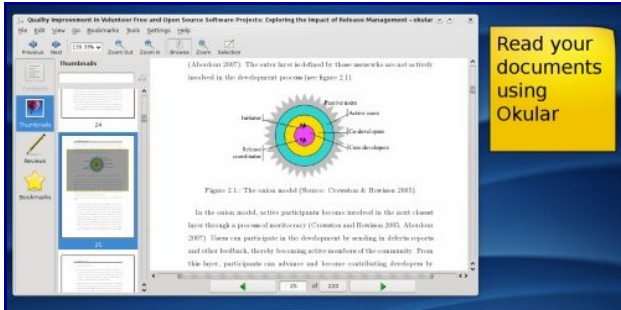 Quality Improvement in Volunteer Free and Open Source Software Projects: Exploring the Impact of Release Management – okular
File Edit View Go Bookmarks Tools Settings Help
Previous Next Zoom Out Zoom In Browse Zoom Selection
Thumbnails
Contents
Thumbnails
24
Reviews
Bookmarks
25
(Aberdour 2007). The outer layer is defined by those users who are not actively
involved in the development process (see figure 2.1).
Passive users
Initiator
Active users
Co-developers
Release
coordinator
Core developers
Figure 2.1.: The onion model (Source: Crowston & Howison 2005).
In the onion model, active participants become involved in the next closest
layer through a process of meritocracy (Crowston and Howison 2005; Aberdour
2007). Users can participate in the development by sending in defects reports
and other feedback, thereby becoming active members of the community. From
this layer, participants can advance and become contributing developers by
25 of 220
Read your
documents
using
Okular